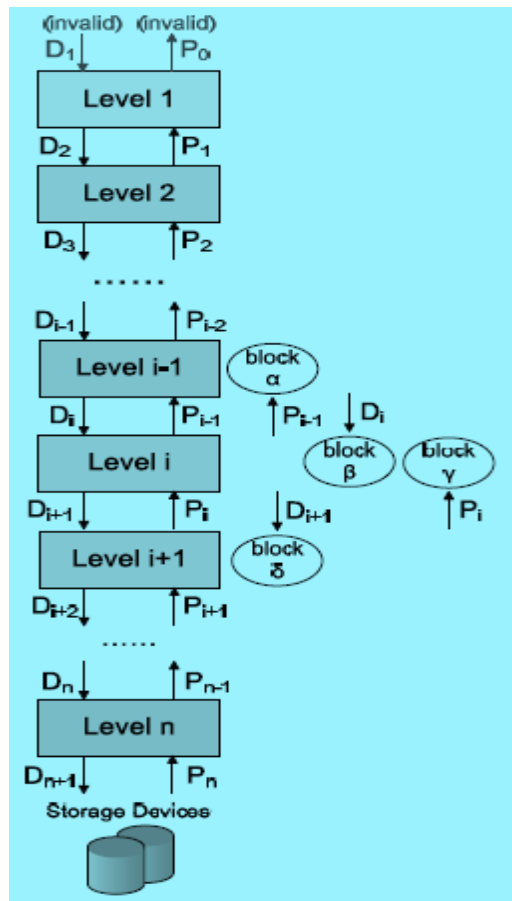 (invalid) (invalid)
D₁ P₀
Level 1
D₂ P₁
Level 2
D₃ P₂
......
Dᵢ₋₁ Pᵢ₋₂
Level i-1 block α
Dᵢ Pᵢ₋₁ Pᵢ₋₁ Dᵢ
Level i block β block γ
Dᵢ₊₁ Pᵢ Dᵢ₊₁ Pᵢ
Level i+1 block δ
Dᵢ₊₂ Pᵢ₊₁
......
Dₙ Pₙ₋₁
Level n
Dₙ₊₁ Pₙ
Storage Devices